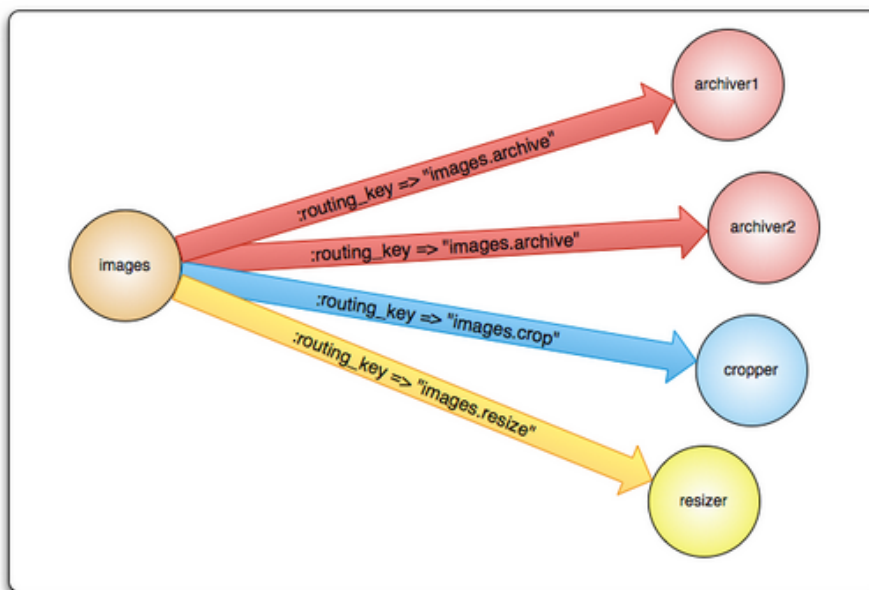 archiver1
:routing_key => "images.archive"
archiver2
:routing_key => "images.archive"
images
:routing_key => "images.crop"
cropper
:routing_key => "images.resize"
resizer